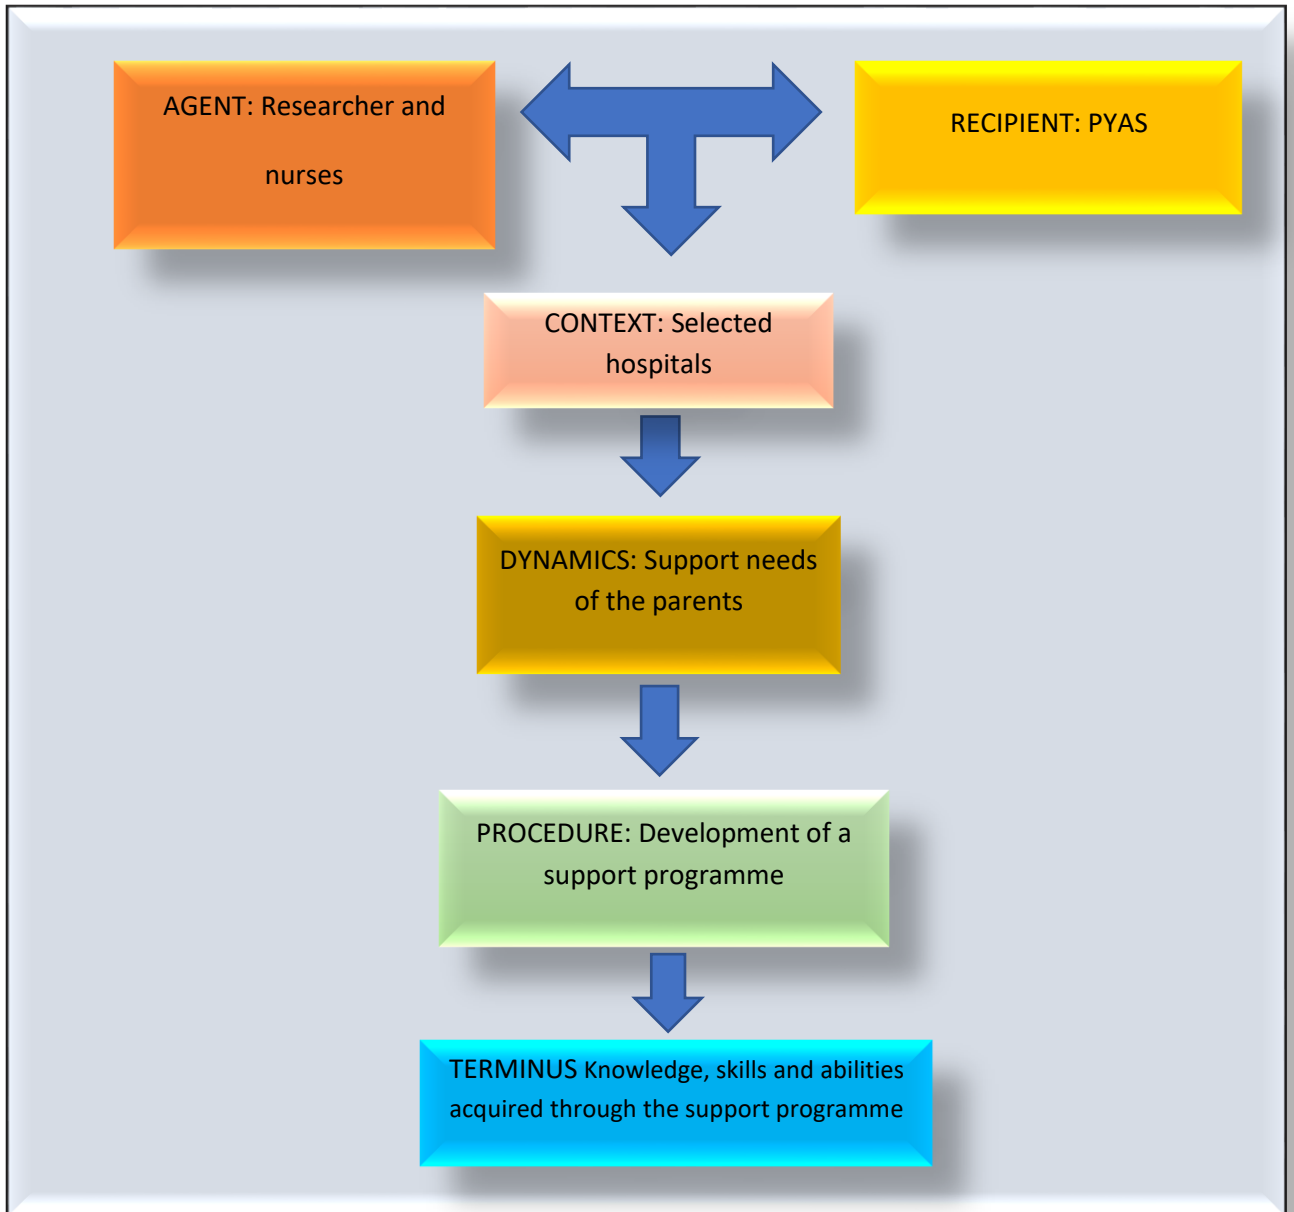 AGENT: Researcher and
nurses
RECIPIENT: PYAS
CONTEXT: Selected
hospitals
DYNAMICS: Support needs
of the parents
PROCEDURE: Development of a
support programme
TERMINUS Knowledge, skills and abilities
acquired through the support programme